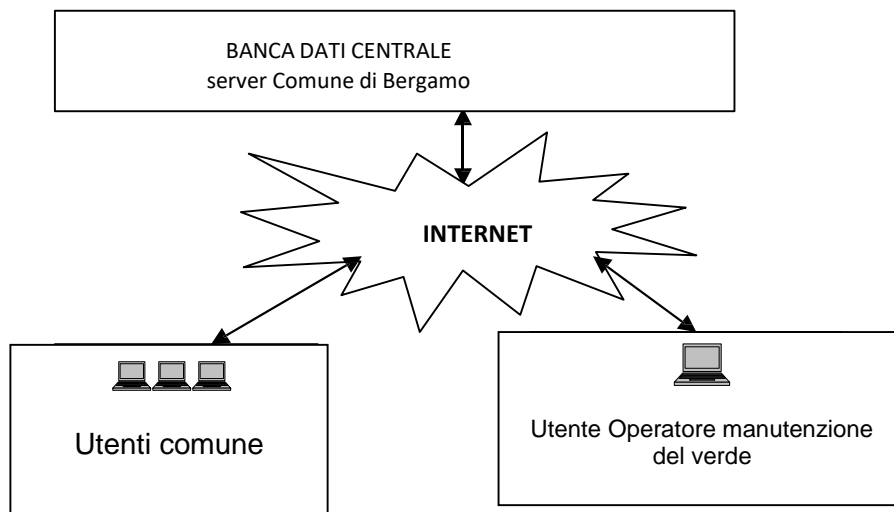 BANCA DATI CENTRALE
server Comune di Bergamo
INTERNET
Utenti comune
Utente Operatore manutenzione
del verde